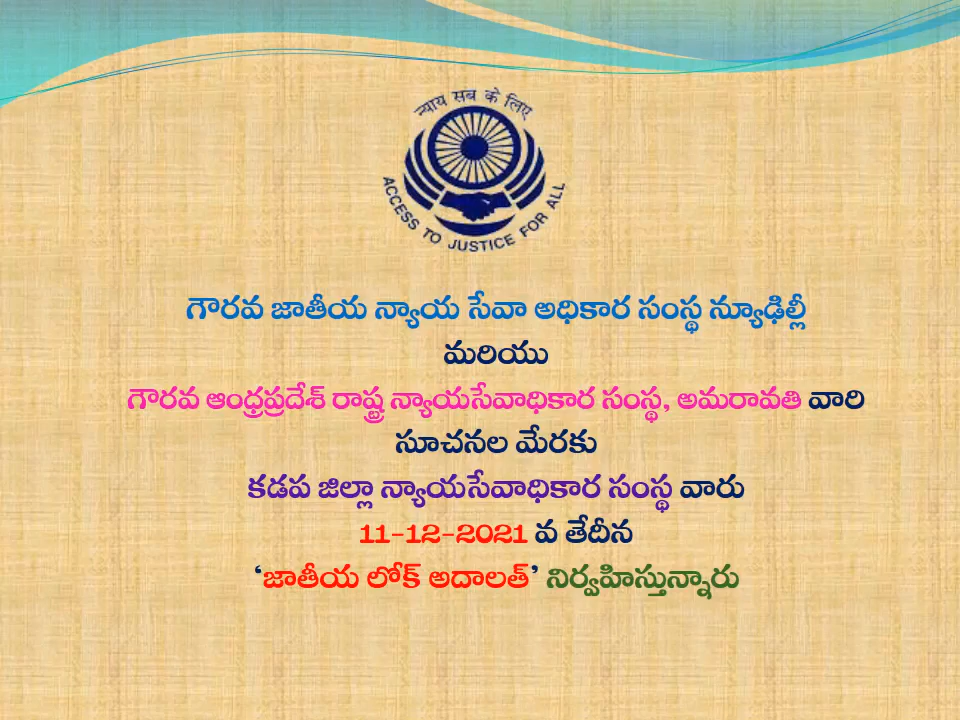 न्याय सब के लिए
ACCESS TO JUSTICE FOR ALL
గౌరవ జాతీయ న్యాయ సేవా అధికార సంస్థ న్యూఢిల్లీ
మరియు
గౌరవ ఆంధ్రప్రదేశ్ రాష్ట్ర న్యాయసేవాధికార సంస్థ, అమరావతి వారి
సూచనల మేరకు
కడప జిల్లా న్యాయసేవాధికార సంస్థ వారు
11-12-2021 వ తేదీన
‘జాతీయ లోక్ అదాలత్’ నిర్వహిస్తున్నారు